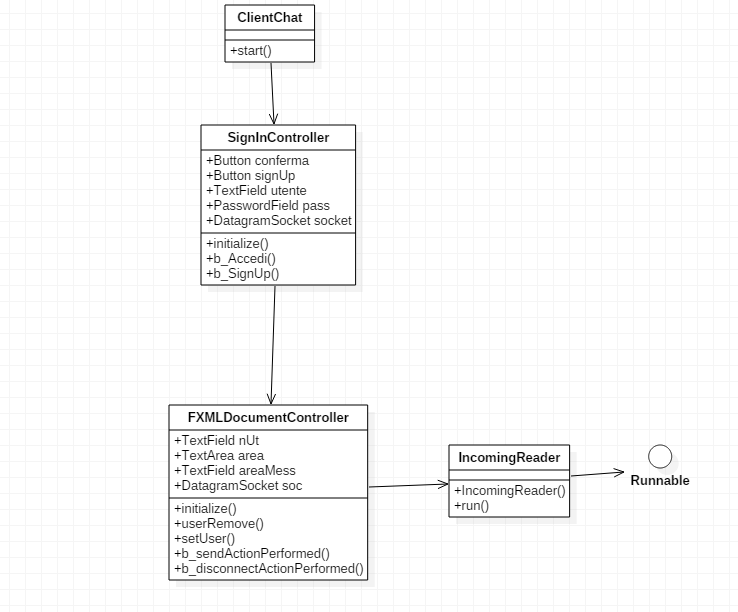 ClientChat
+start()
SignInController
+Button conferma
+Button signUp
+TextField utente
+PasswordField pass
+DatagramSocket socket
+initialize()
+b_Accedi()
+b_SignUp()
FXMLDocumentController
+TextField nUt
+TextArea area
+TextField areaMess
+DatagramSocket soc
+initialize()
+userRemove()
+setUser()
+b_sendActionPerformed()
+b_disconnectActionPerformed()
IncomingReader
+IncomingReader()
+run()
Runnable